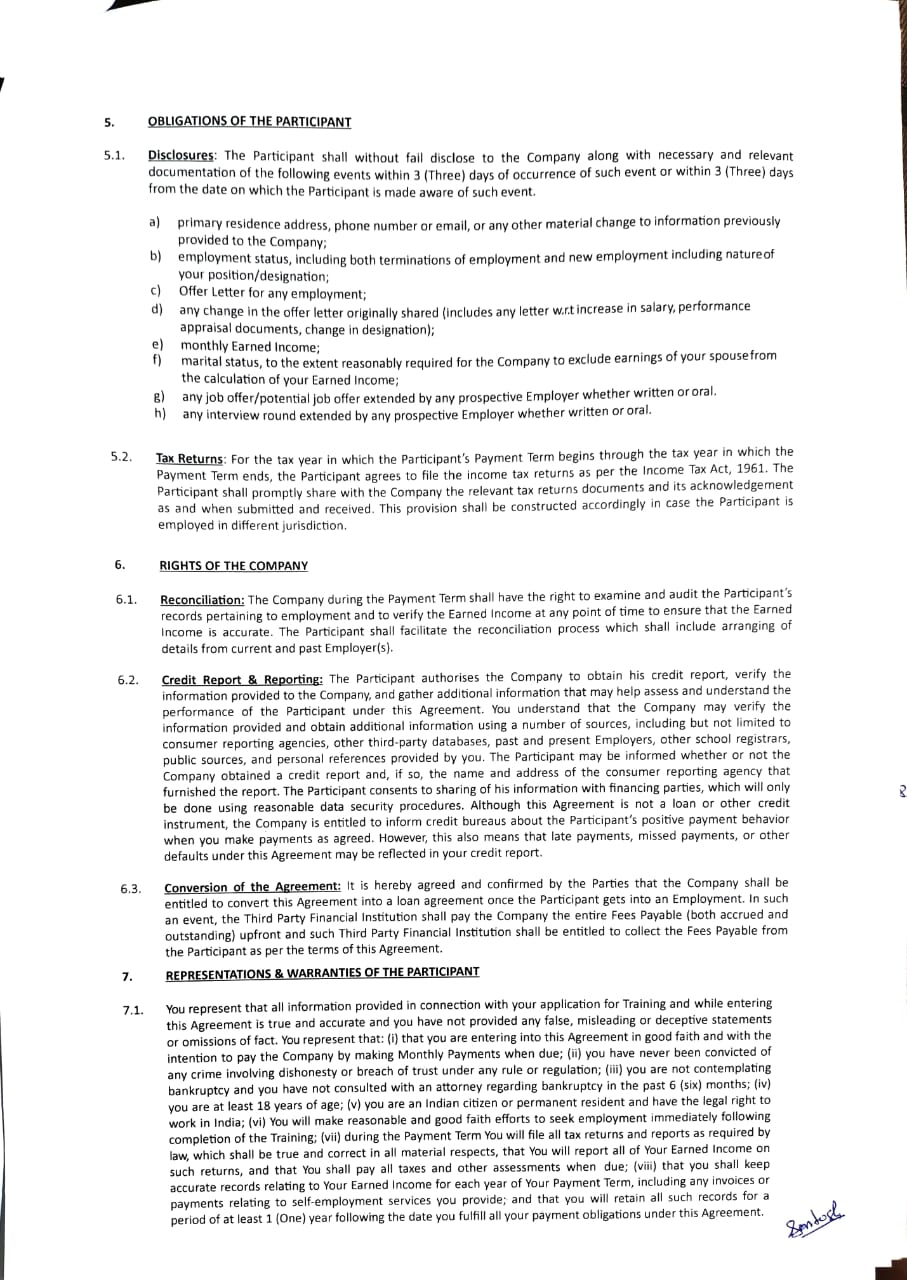 5. OBLIGATIONS OF THE PARTICIPANT
5.1. Disclosures: The Participant shall without fail disclose to the Company along with necessary and relevant
documentation of the following events within 3 (Three) days of occurrence of such event or within 3 (Three) days
from the date on which the Participant is made aware of such event.
a) primary residence address, phone number or email, or any other material change to information previously
provided to the Company;
b) employment status, including both terminations of employment and new employment including nature of
your position/designation;
c) Offer Letter for any employment;
d) any change in the offer letter originally shared (includes any letter w.r.t increase in salary, performance
appraisal documents, change in designation);
e) monthly Earned Income;
f) marital status, to the extent reasonably required for the Company to exclude earnings of your spouse from
the calculation of your Earned Income;
g) any job offer/potential job offer extended by any prospective Employer whether written or oral.
h) any interview round extended by any prospective Employer whether written or oral.
5.2. Tax Returns: For the tax year in which the Participant's Payment Term begins through the tax year in which the
Payment Term ends, the Participant agrees to file the income tax returns as per the Income Tax Act, 1961. The
Participant shall promptly share with the Company the relevant tax returns documents and its acknowledgement
as and when submitted and received. This provision shall be constructed accordingly in case the Participant is
employed in different jurisdiction.
6. RIGHTS OF THE COMPANY
6.1. Reconciliation: The Company during the Payment Term shall have the right to examine and audit the Participant's
records pertaining to employment and to verify the Earned Income at any point of time to ensure that the Earned
Income is accurate. The Participant shall facilitate the reconciliation process which shall include arranging of
details from current and past Employer(s).
6.2. Credit Report & Reporting: The Participant authorises the Company to obtain his credit report, verify the
information provided to the Company, and gather additional information that may help assess and understand the
performance of the Participant under this Agreement. You understand that the Company may verify the
information provided and obtain additional information using a number of sources, including but not limited to
consumer reporting agencies, other third-party databases, past and present Employers, other school registrars,
public sources, and personal references provided by you. The Participant may be informed whether or not the
Company obtained a credit report and, if so, the name and address of the consumer reporting agency that
furnished the report. The Participant consents to sharing of his information with financing parties, which will only
be done using reasonable data security procedures. Although this Agreement is not a loan or other credit
instrument, the Company is entitled to inform credit bureaus about the Participant's positive payment behavior
when you make payments as agreed. However, this also means that late payments, missed payments, or other
defaults under this Agreement may be reflected in your credit report.
6.3. Conversion of the Agreement: It is hereby agreed and confirmed by the Parties that the Company shall be
entitled to convert this Agreement into a loan agreement once the Participant gets into an Employment. In such
an event, the Third Party Financial Institution shall pay the Company the entire Fees Payable (both accrued and
outstanding) upfront and such Third Party Financial Institution shall be entitled to collect the Fees Payable from
the Participant as per the terms of this Agreement.
7. REPRESENTATIONS & WARRANTIES OF THE PARTICIPANT
7.1. You represent that all information provided in connection with your application for Training and while entering
this Agreement is true and accurate and you have not provided any false, misleading or deceptive statements
or omissions of fact. You represent that: (i) that you are entering into this Agreement in good faith and with the
intention to pay the Company by making Monthly Payments when due; (ii) you have never been convicted of
any crime involving dishonesty or breach of trust under any rule or regulation; (iii) you are not contemplating
bankruptcy and you have not consulted with an attorney regarding bankruptcy in the past 6 (six) months; (iv)
you are at least 18 years of age; (v) you are an Indian citizen or permanent resident and have the legal right to
work in India; (vi) You will make reasonable and good faith efforts to seek employment immediately following
completion of the Training; (vii) during the Payment Term You will file all tax returns and reports as required by
law, which shall be true and correct in all material respects, that You will report all of Your Earned Income on
such returns, and that You shall pay all taxes and other assessments when due; (viii) that you shall keep
accurate records relating to Your Earned Income for each year of Your Payment Term, including any invoices or
payments relating to self-employment services you provide; and that you will retain all such records for a
period of at least 1 (One) year following the date you fulfill all your payment obligations under this Agreement.